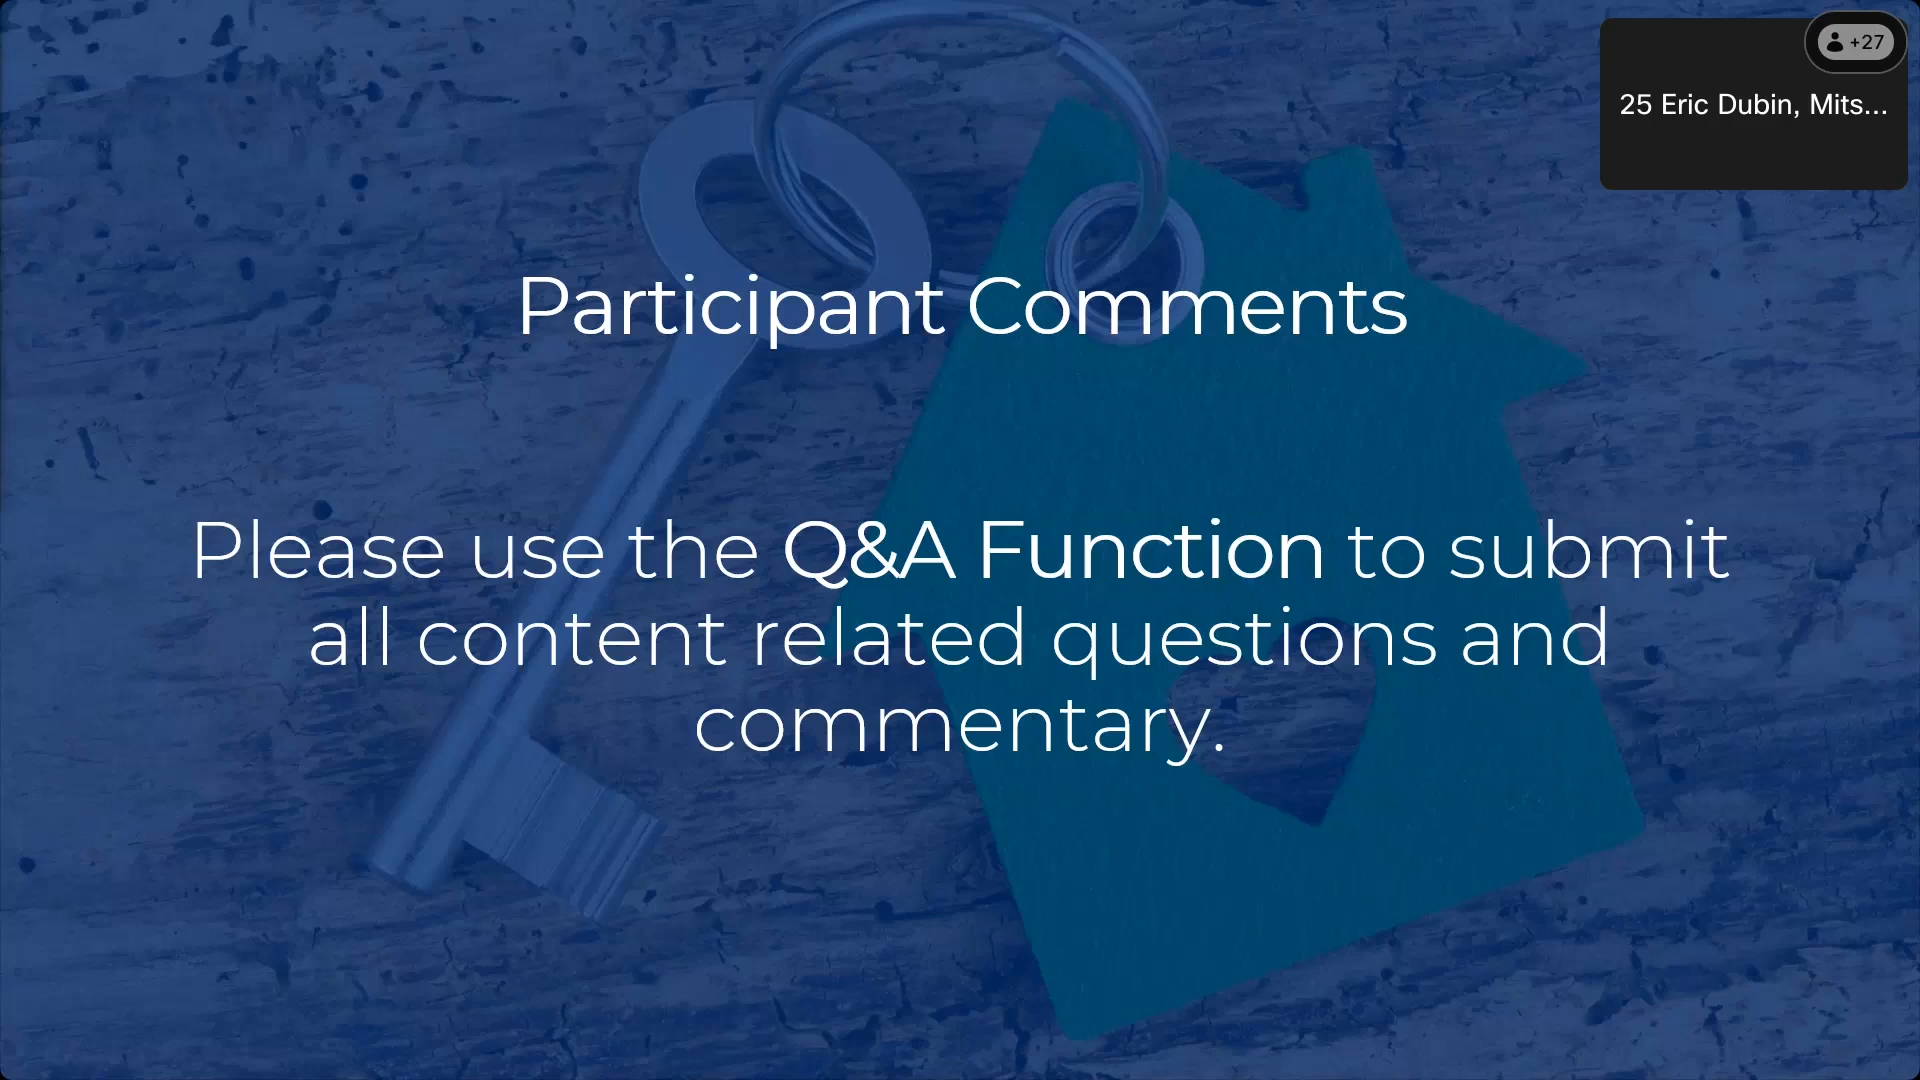 +27
25 Eric Dubin, Mits...
Participant Comments
Please use the Q&A Function to submit
all content related questions and
commentary.